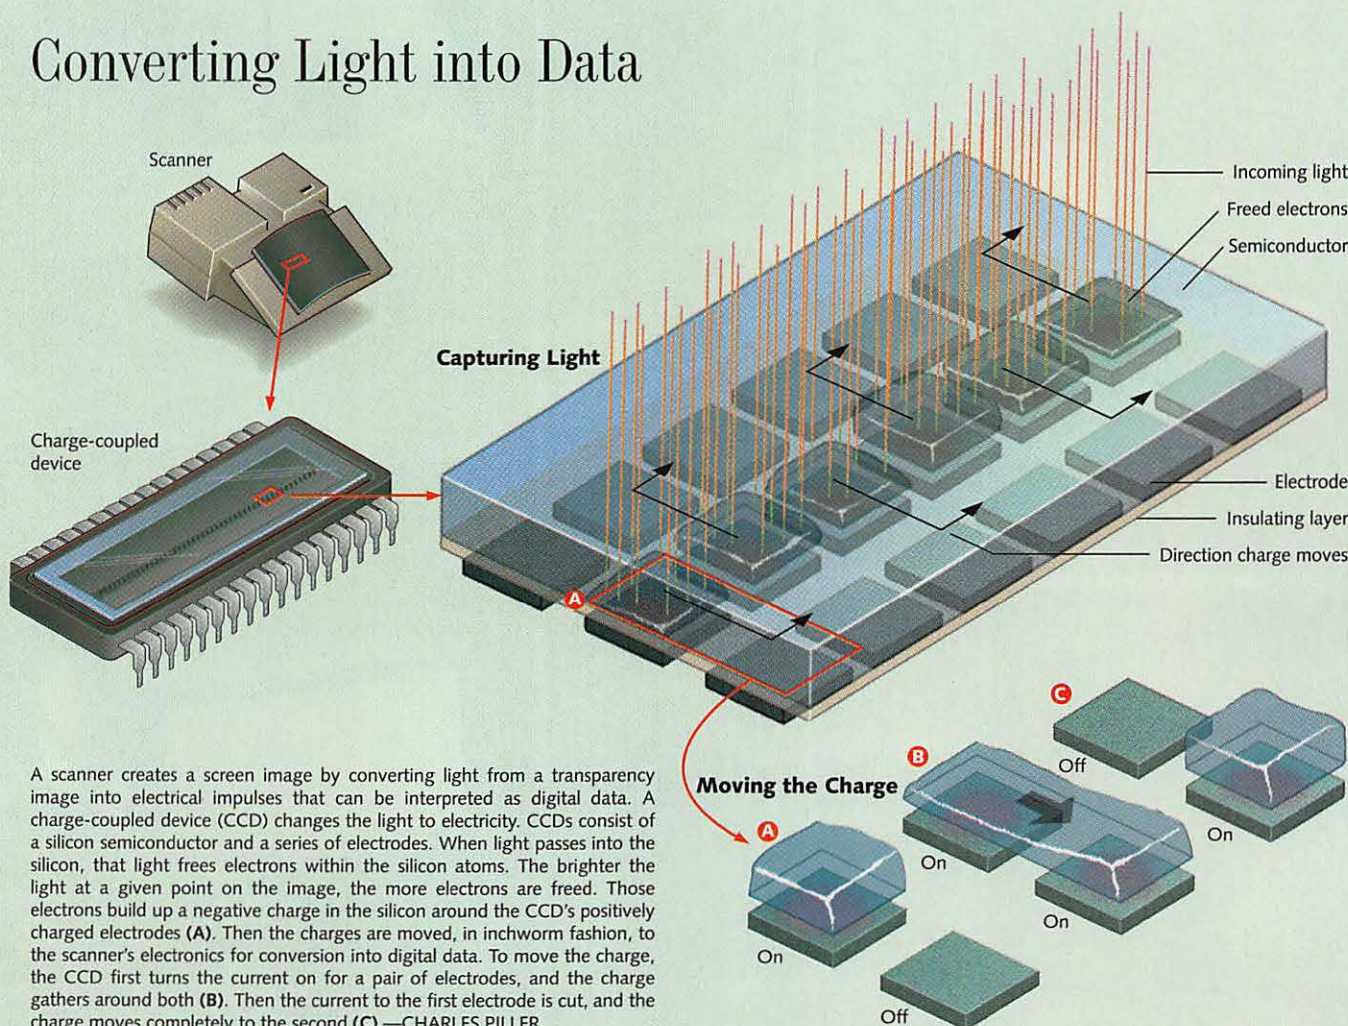 Converting Light into Data
Scanner
Incoming light
Freed electrons
Semiconductor
Capturing Light
Charge-coupled
device
Electrode
Insulating layer
Direction charge moves
A
A scanner creates a screen image by converting light from a transparency
image into electrical impulses that can be interpreted as digital data. A
charge-coupled device (CCD) changes the light to electricity. CCDs consist of
a silicon semiconductor and a series of electrodes. When light passes into the
silicon, that light frees electrons within the silicon atoms. The brighter the
light at a given point on the image, the more electrons are freed. Those
electrons build up a negative charge in the silicon around the CCD's positively
charged electrodes (A). Then the charges are moved, in inchworm fashion, to
the scanner's electronics for conversion into digital data. To move the charge,
the CCD first turns the current on for a pair of electrodes, and the charge
gathers around both (B). Then the current to the first electrode is cut, and the
charge moves completely to the second (C).—CHARLES PILLER
Moving the Charge
A
On
Off
B
On
On
C
Off
On